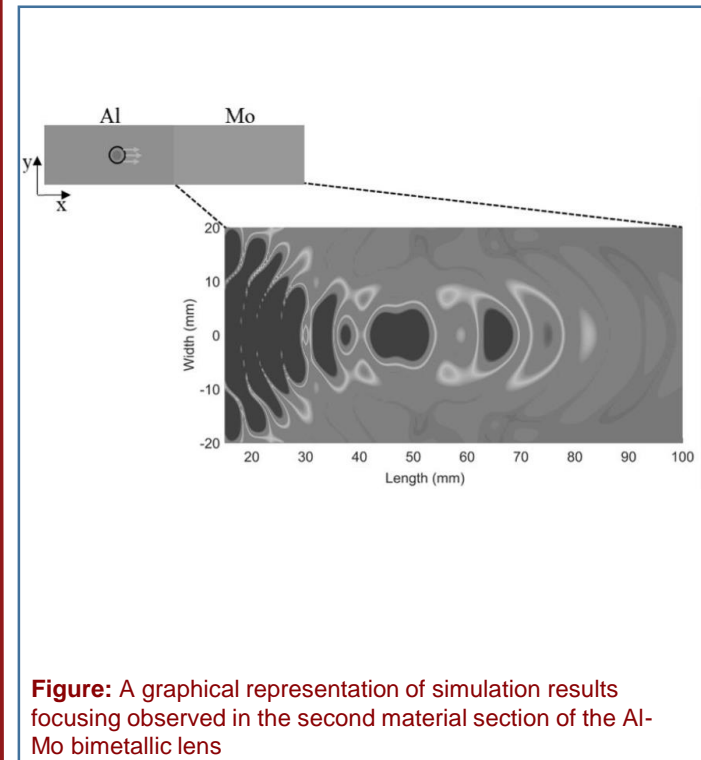 Al Mo
y
x
20
10
0
-10
-20
Width (mm)
20 30 40 50 60 70 80 90 100
Length (mm)
Figure: A graphical representation of simulation results
focusing observed in the second material section of the Al-
Mo bimetallic lens